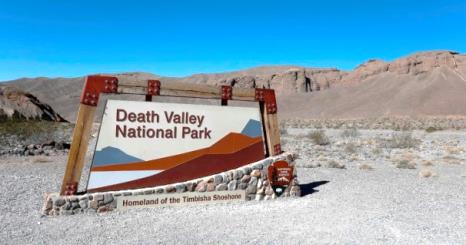 Death Valley
National Park
Homeland of the Timbisha Shoshone